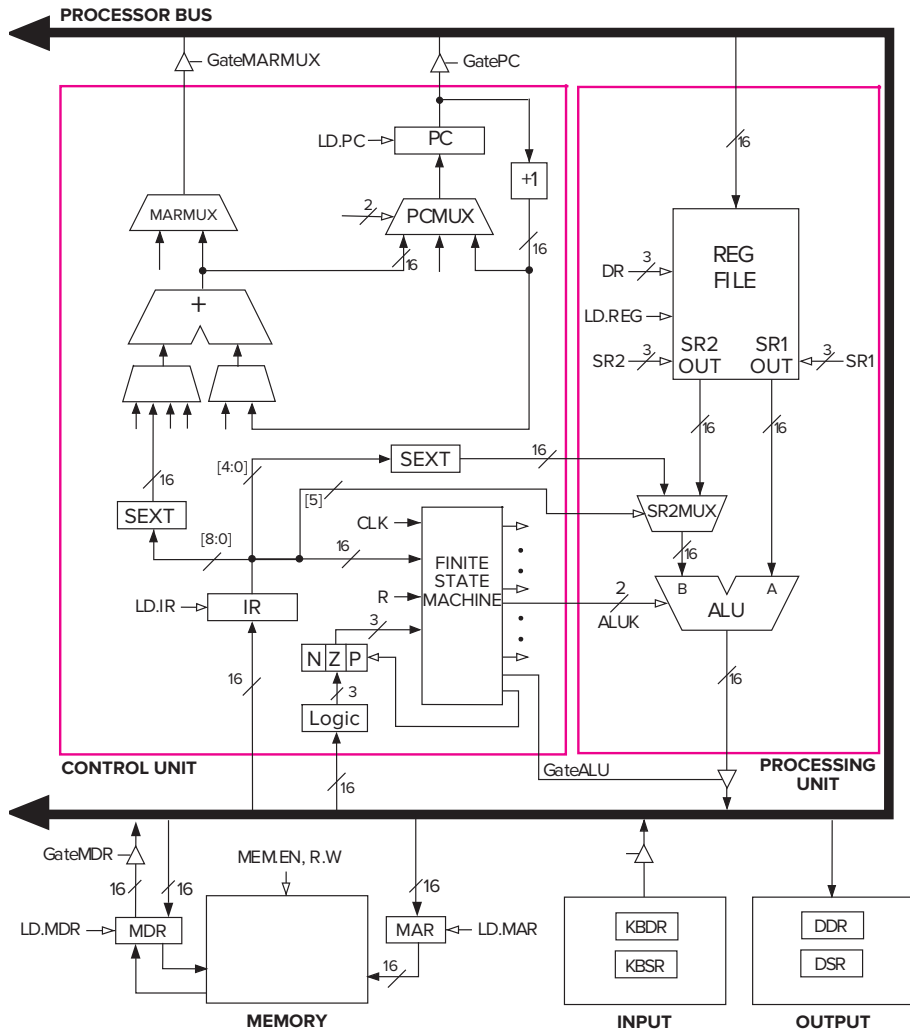 PROCESSOR BUS
GateMARMUX
GatePC
LD.PC
PC
+1
16
2
MARMUX
PCMUX
16
16
REG
FILE
DR
3
+
LD.REG
SR2
3
SR2
OUT
SR1
OUT
3
SR1
16
16
[4:0]
SEXT
16
16
[5]
SEXT
SR2MUX
CLK
[8:0]
16
FINITE
STATE
MACHINE
16
B
A
LD.IR
IR
R
2
ALU
ALUK
3
N Z P
16
3
16
Logic
CONTROL UNIT
16
GateALU
PROCESSING
UNIT
GateMDR
MEM.EN, R.W
16
16
16
LD.MDR
MDR
MAR
LD.MAR
KBDR
DDR
16
KBSR
DSR
MEMORY
INPUT
OUTPUT